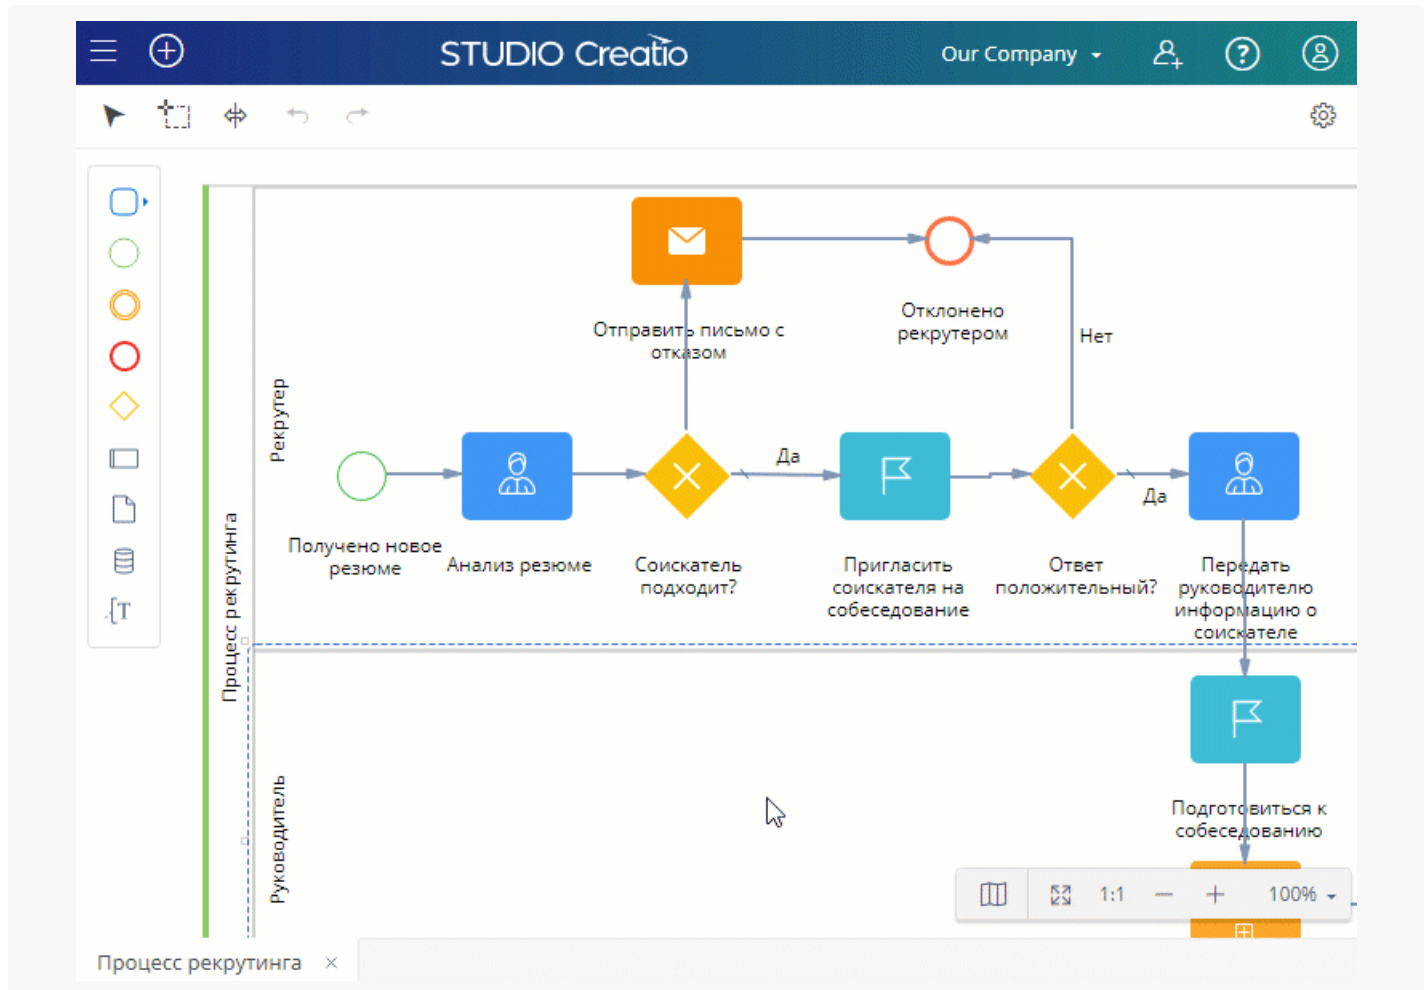 STUDIO Creatio
Our Company
Отправить письмо с
отказом
Отклонено
рекрутером
Нет
Рекрутер
Да
Да
Получено новое
резюме
Анализ резюме
Соискатель
подходит?
Пригласить
соискателя на
собеседование
Ответ
положительный?
Передать
руководителю
информацию о
соискателе
Процесс рекрутинга
T
Руководитель
Подготовиться к
собеседованию
1:1
100%
Процесс рекрутинга